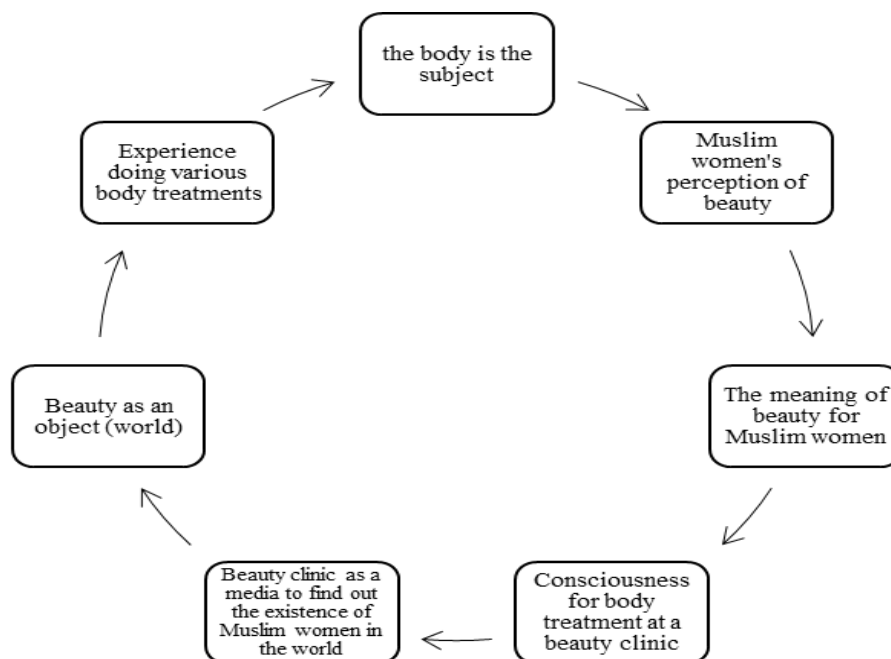 the body is the
subject
Muslim
women's
perception of
beauty
The meaning of
beauty for
Muslim women
Consciousness
for body
treatment at a
beauty clinic
Beauty clinic as a
media to find out
the existence of
Muslim women in
the world
Beauty as an
object (world)
Experience
doing various
body treatments